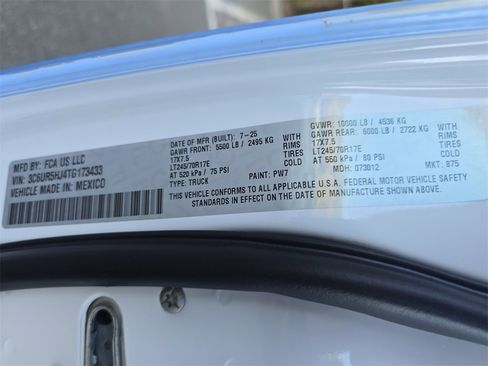 MFD BY: FCA US LLC
3C6UR5HJ4TG173433
VEHICLE MADE IN: MEXICO
DATE OF MFR (BUILT): 7-25
GAWR FRONT: 5500 LB / 2495 KG WITH
17X7.5 RIMS
LT245/70R17E TIRES
AT 520 kPa / 75 PSI COLD
TYPE: TRUCK PAINT: PW7
GVWR: 10000 LB / 4536 KG
GAWR REAR: 6000 LB / 2722 KG WITH
17X7.5 RIMS
LT245/70R17E TIRES
AT 550 kPa / 80 PSI COLD
MDH: 073012 MKT: 875
THIS VEHICLE CONFORMS TO ALL APPLICABLE U.S.A. FEDERAL MOTOR VEHICLE SAFETY
STANDARDS IN EFFECT ON THE DATE OF MANUFACTURE SHOWN ABOVE.